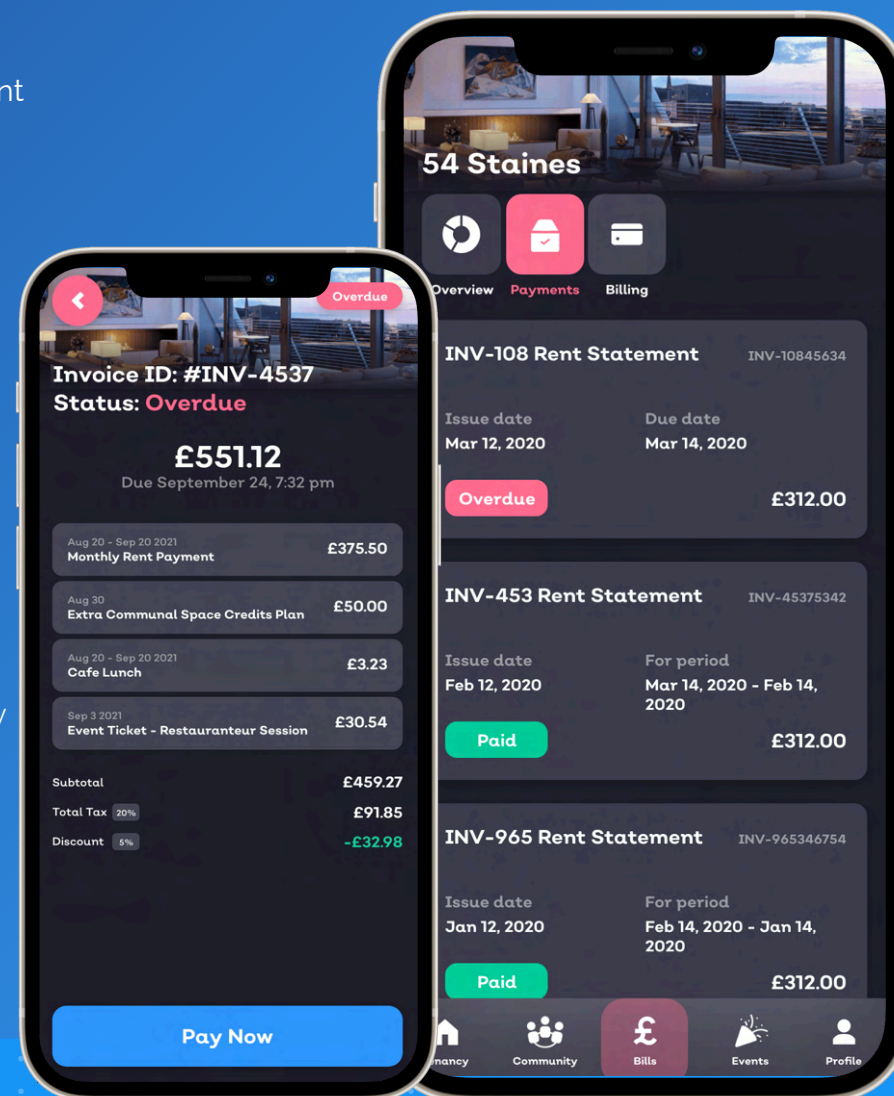 54 Staines
Overview Payments Billing
INV-108 Rent Statement INV-10845634
Issue date Due date
Mar 12, 2020 Mar 14, 2020
Overdue £312.00
INV-453 Rent Statement INV-45375342
Issue date For period
Feb 12, 2020 Mar 14, 2020 - Feb 14,
2020
Paid £312.00
INV-965 Rent Statement INV-965346754
Issue date For period
Jan 12, 2020 Feb 14, 2020 - Jan 14,
2020
Paid £312.00
Community Bills Events Profile
Overdue
Invoice ID: #INV-4537
Status: Overdue
£551.12
Due September 24, 7:32 pm
Aug 20 - Sep 20 2021
Monthly Rent Payment £375.50
Aug 30
Extra Communal Space Credits Plan £50.00
Aug 20 - Sep 20 2021
Cafe Lunch £3.23
Sep 3 2021
Event Ticket - Restauranteur Session £30.54
Subtotal £459.27
Total Tax 20% £91.85
Discount 5% -£32.98
Pay Now